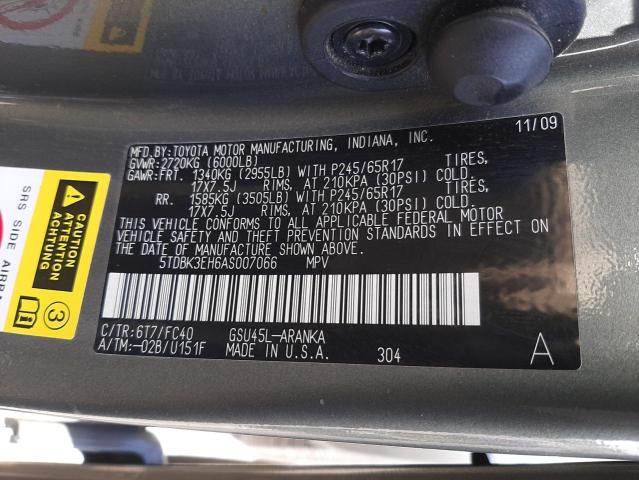 MFD.BY:TOYOTA MOTOR MANUFACTURING, INDIANA, INC. 11/09
GVWR:2720KG (6000LB)
GAWR:FRT. 1340KG (2955LB) WITH P245/65R17 TIRES,
17X7.5J RIMS, AT 210KPA (30PSI) COLD.
RR. 1585KG (3505LB) WITH P245/65R17 TIRES,
17X7.5J RIMS, AT 210KPA (30PSI) COLD.
THIS VEHICLE CONFORMS TO ALL APPLICABLE FEDERAL MOTOR
VEHICLE SAFETY AND THEFT PREVENTION STANDARDS IN EFFECT ON
THE DATE OF MANUFACTURE SHOWN ABOVE.
5TDBK3EH6AS007066 MPV
C/TR:6T7/FC40 GSU45L-ARANKA
A/TM:-02B/U151F MADE IN U.S.A. 304 A
CAUTION
ATTENTION
ACHTUNG
SRS SIDE AIRBA
3